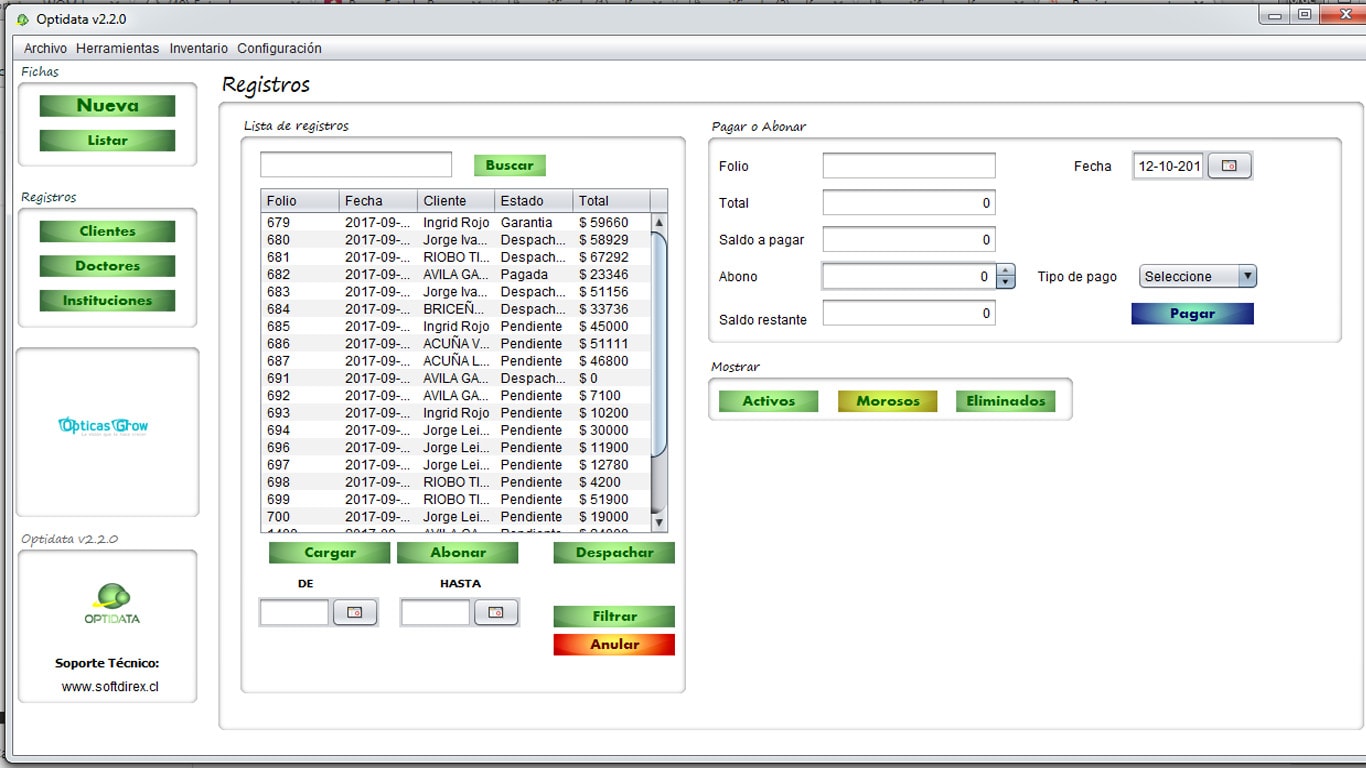 Optidata v2.2.0
Archivo Herramientas Inventario Configuración
Fichas
Nueva
Listar
Registros
Clientes
Doctores
Instituciones
ÓpticasGrow
Optidata v2.2.0
OPTIDATA
Soporte Técnico:
www.softdirex.cl
Registros
Lista de registros
Buscar
Folio Fecha Cliente Estado Total
679 2017-09-... Ingrid Rojo Garantia $ 59660
680 2017-09-... Jorge Iva... Despach... $ 58929
681 2017-09-... RIOBO TI... Despach... $ 67292
682 2017-09-... AVILA GA... Pagada $ 23346
683 2017-09-... Jorge Iva... Despach... $ 51156
684 2017-09-... BRICEÑ... Despach... $ 33736
685 2017-09-... Ingrid Rojo Pendiente $ 45000
686 2017-09-... ACUÑA V... Pendiente $ 51111
687 2017-09-... ACUÑA L... Pendiente $ 46800
691 2017-09-... AVILA GA... Despach... $ 0
692 2017-09-... AVILA GA... Pendiente $ 7100
693 2017-09-... Ingrid Rojo Pendiente $ 10200
694 2017-09-... Jorge Lei... Pendiente $ 30000
696 2017-09-... Jorge Lei... Pendiente $ 11900
697 2017-09-... Jorge Lei... Pendiente $ 12780
698 2017-09-... RIOBO TI... Pendiente $ 4200
699 2017-09-... RIOBO TI... Pendiente $ 51900
700 2017-09-... Jorge Lei... Pendiente $ 19000
Cargar Abonar Despachar
DE HASTA
Filtrar
Anular
Pagar o Abonar
Folio Fecha 12-10-201
Total 0
Saldo a pagar 0
Abono 0 Tipo de pago Seleccione
Saldo restante 0 Pagar
Mostrar
Activos Morosos Eliminados